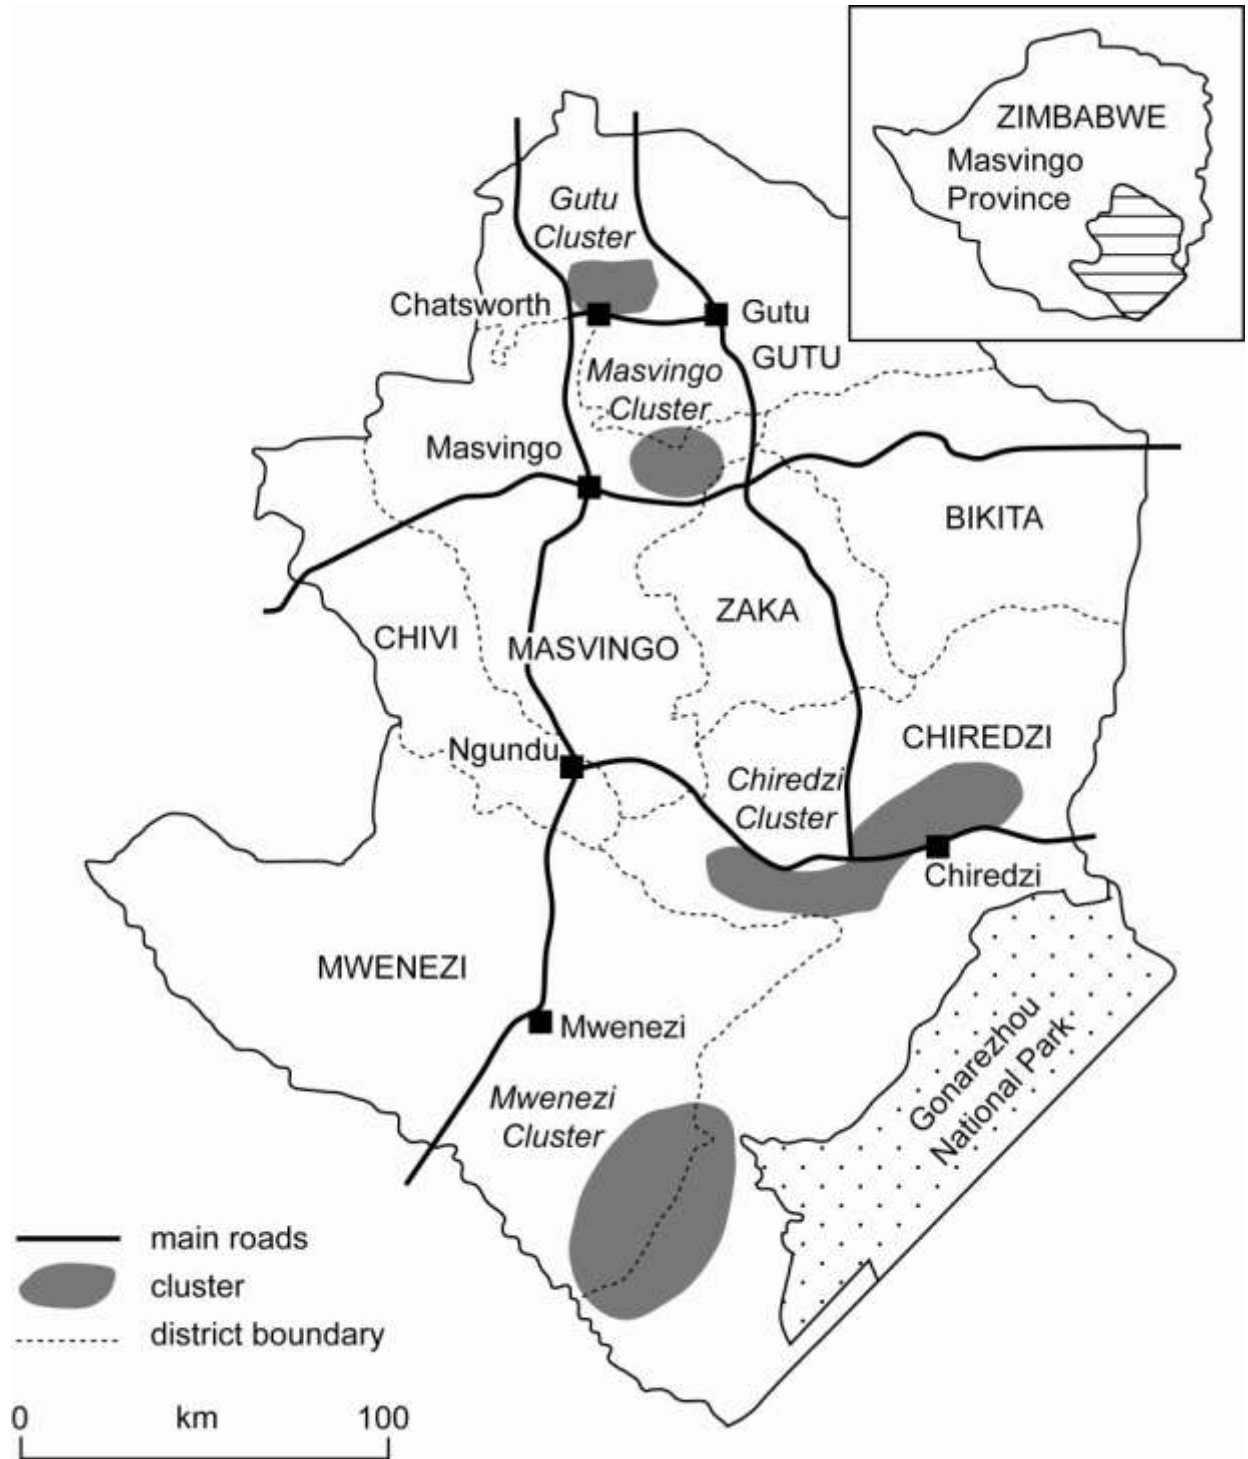 ZIMBABWE
Masvingo
Province
Gutu
Cluster
Chatsworth
Gutu
GUTU
Masvingo
Cluster
Masvingo
BIKITA
ZAKA
CHIVI
MASVINGO
CHIREDZI
Ngundu
Chiredzi
Cluster
Chiredzi
MWENEZI
Mwenezi
Gonarezhou
National Park
Mwenezi
Cluster
main roads
cluster
district boundary
0 km 100